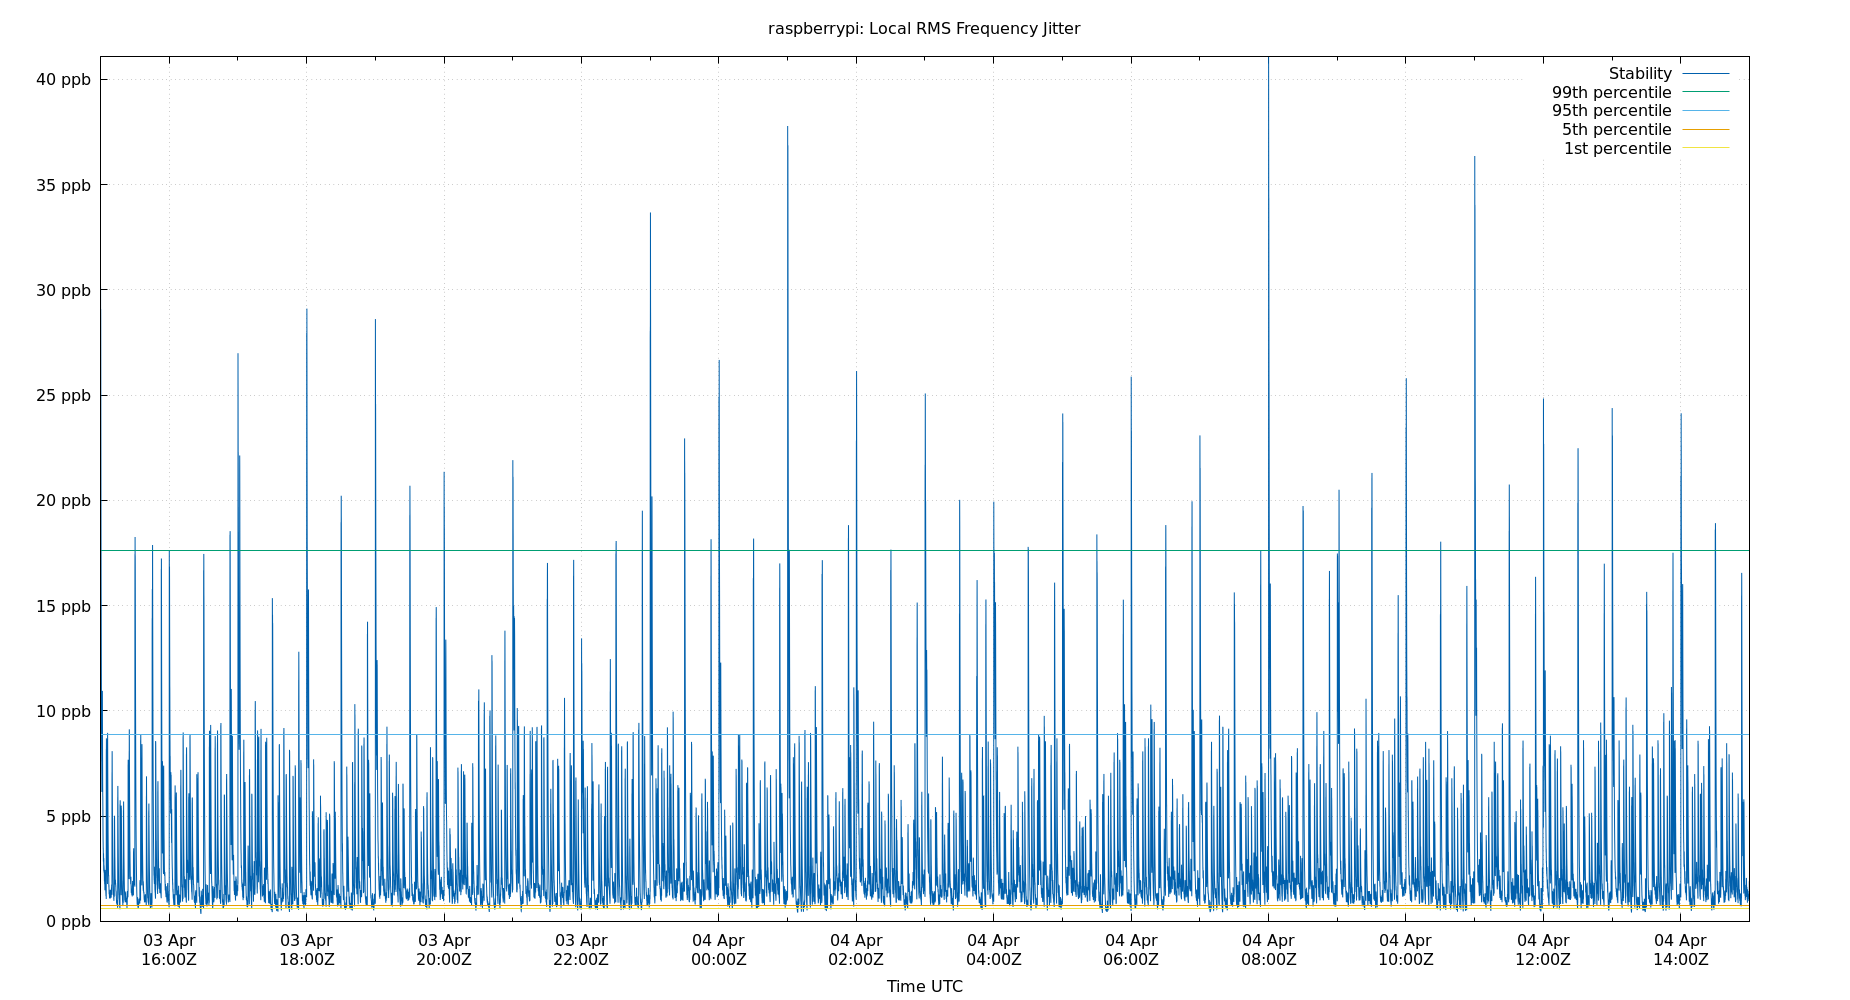 raspberrypi: Local RMS Frequency Jitter
40 ppb
35 ppb
30 ppb
25 ppb
20 ppb
15 ppb
10 ppb
5 ppb
0 ppb
Stability
99th percentile
95th percentile
5th percentile
1st percentile
03 Apr 03 Apr 03 Apr 03 Apr 04 Apr 04 Apr 04 Apr 04 Apr 04 Apr 04 Apr 04 Apr 04 Apr
16:00Z 18:00Z 20:00Z 22:00Z 00:00Z 02:00Z 04:00Z 06:00Z 08:00Z 10:00Z 12:00Z 14:00Z
Time UTC